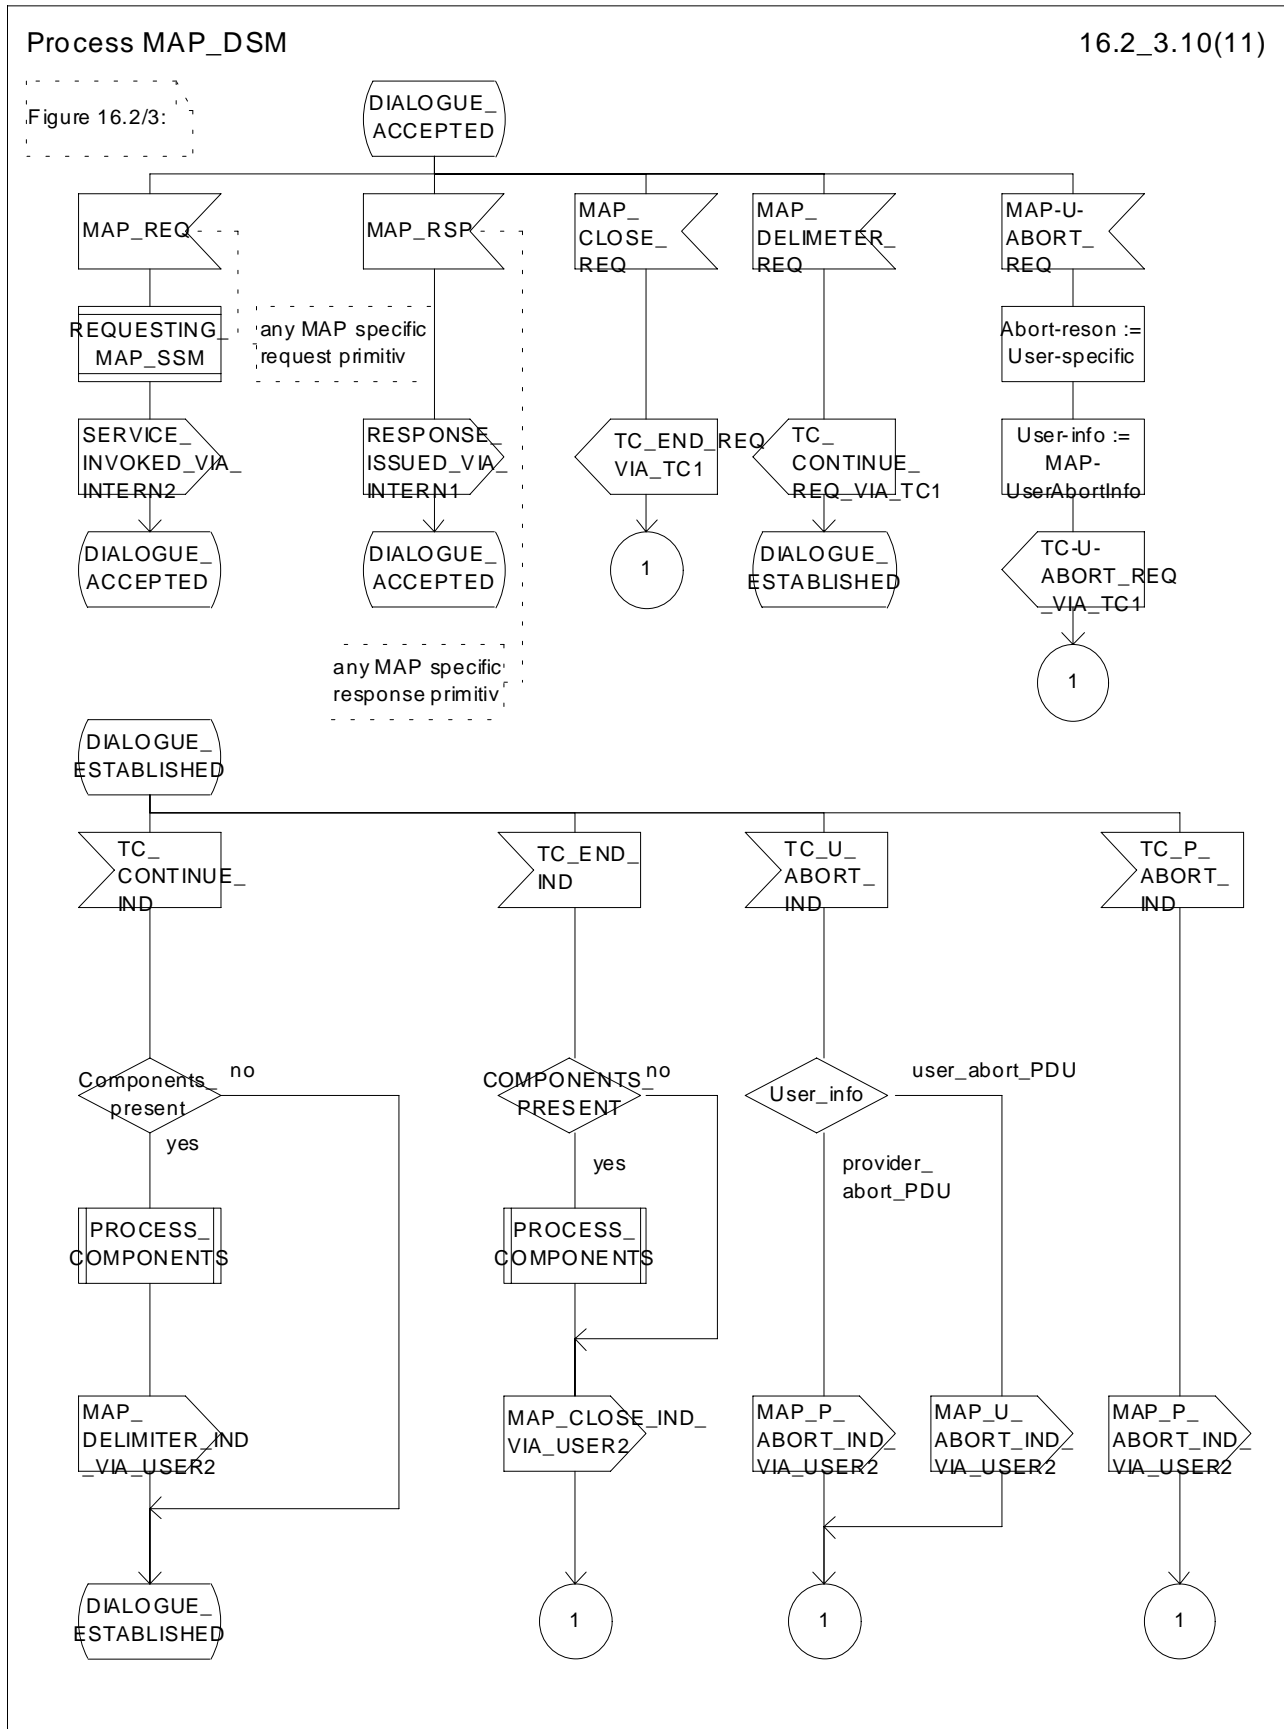 Process MAP_DSM
16.2_3.10(11)
Figure 16.2/3:
DIALOGUE_
ACCEPTED
MAP_REQ
MAP_RSP
MAP_
CLOSE_
REQ
MAP_
DELIMETER_
REQ
MAP-U-
ABORT_
REQ
REQUESTING_
MAP_SSM
any MAP specific
request primitiv
Abort-reson :=
User-specific
SERVICE_
INVOKED_VIA_
INTERN2
RESPONSE_
ISSUED_VIA_
INTERN1
TC_END_REQ
VIA_TC1
TC_
CONTINUE_
REQ_VIA_TC1
User-info :=
MAP-
UserAbortInfo
DIALOGUE_
ACCEPTED
DIALOGUE_
ACCEPTED
1
DIALOGUE_
ESTABLISHED
TC-U-
ABORT_REQ
_VIA_TC1
any MAP specific
response primitiv
1
DIALOGUE_
ESTABLISHED
TC_
CONTINUE_
IND
TC_END_
IND
TC_U_
ABORT_
IND
TC_P_
ABORT_
IND
Components_
present
no
yes
COMPONENTS_
PRESENT
no
yes
User_info
user_abort_PDU
provider_
abort_PDU
PROCESS_
COMPONENTS
PROCESS_
COMPONENTS
MAP_
DELIMITER_IND
_VIA_USER2
MAP_CLOSE_IND_
VIA_USER2
MAP_P_
ABORT_IND_
VIA_USER2
MAP_U_
ABORT_IND_
VIA_USER2
MAP_P_
ABORT_IND_
VIA_USER2
DIALOGUE_
ESTABLISHED
1
1
1